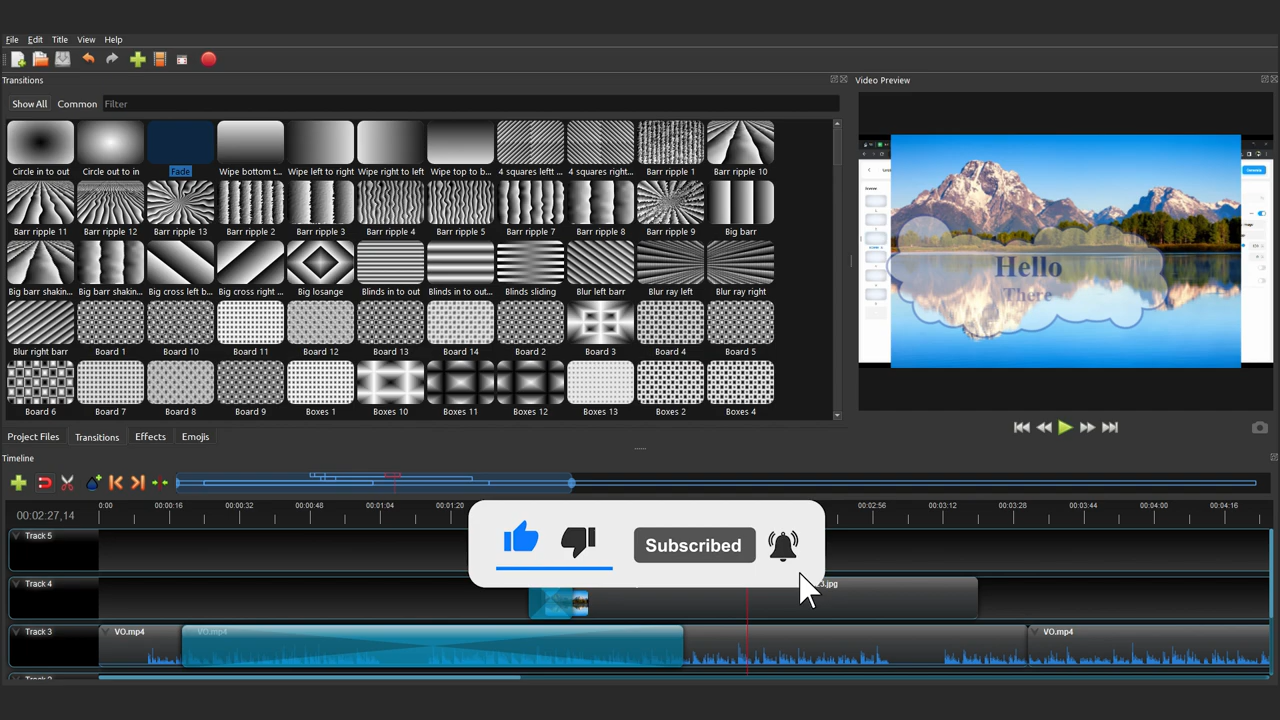 File Edit Title View Help
Transitions
Video Preview
Show All Common Filter
Circle in to out Circle out to in Fade Wipe bottom t... Wipe left to right Wipe right to left Wipe top to b... 4 squares leftt ... 4 squares right... Barr ripple 1 Barr ripple 10
Barr ripple 11 Barr ripple 12 Barr ripple 13 Barr ripple 2 Barr ripple 3 Barr ripple 4 Barr ripple 5 Barr ripple 7 Barr ripple 8 Barr ripple 9 Big barr
Big barr shakin... Big barr shakin... Big cross left b... Big cross right ... Big losange Blinds in to out Blinds in to out... Blinds sliding Blur left barr Blur ray left Blur ray right
Blur right barr Board 1 Board 10 Board 11 Board 12 Board 13 Board 14 Board 2 Board 3 Board 4 Board 5
Board 6 Board 7 Board 8 Board 9 Boxes 1 Boxes 10 Boxes 11 Boxes 12 Boxes 13 Boxes 2 Boxes 4
Hello
There
Project Files Transitions Effects Emojis
Timeline
00:02:27,14
0:00 00:00:16 00:00:32 00:00:48 00:01:04 00:01:20 00:02:56 00:03:12 00:03:28 00:03:44 00:04:00 00:04:16
Track 5
Subscribed
Track 4
.jpg
Track 3 VO.mp4 VO.mp4 VO.mp4